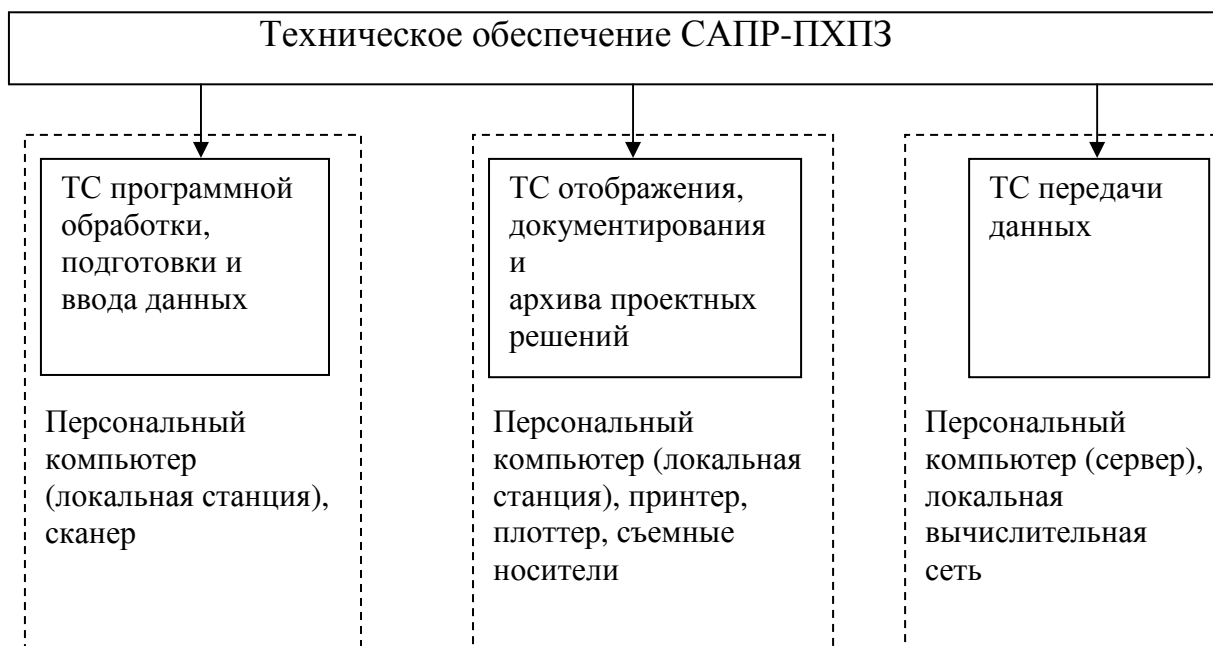 Техническое обеспечение САПР-ПХПЗ
ТС программной
обработки,
подготовки и
ввода данных
Персональный
компьютер
(локальная станция),
сканер
ТС отображения,
документирования
и
архива проектных
решений
Персональный
компьютер (локальная
станция), принтер,
плоттер, съемные
носители
ТС передачи
данных
Персональный
компьютер (сервер),
локальная
вычислительная
сеть